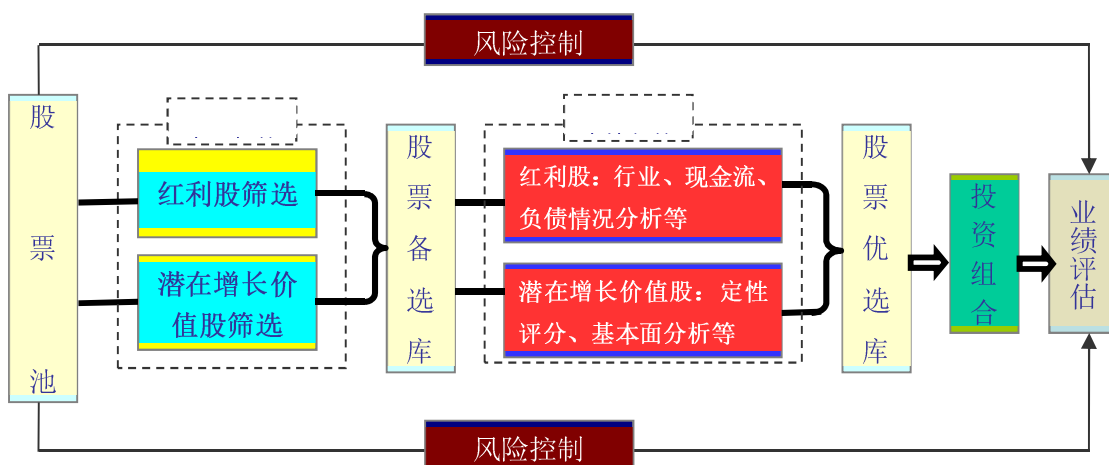 风险控制
股票池
红利股筛选
潜在增长价
值股筛选
股票备选库
红利股：行业、现金流、
负债情况分析等
潜在增长价值股：定性
评分、基本面分析等
股票优选库
投资组合
业绩评估
风险控制